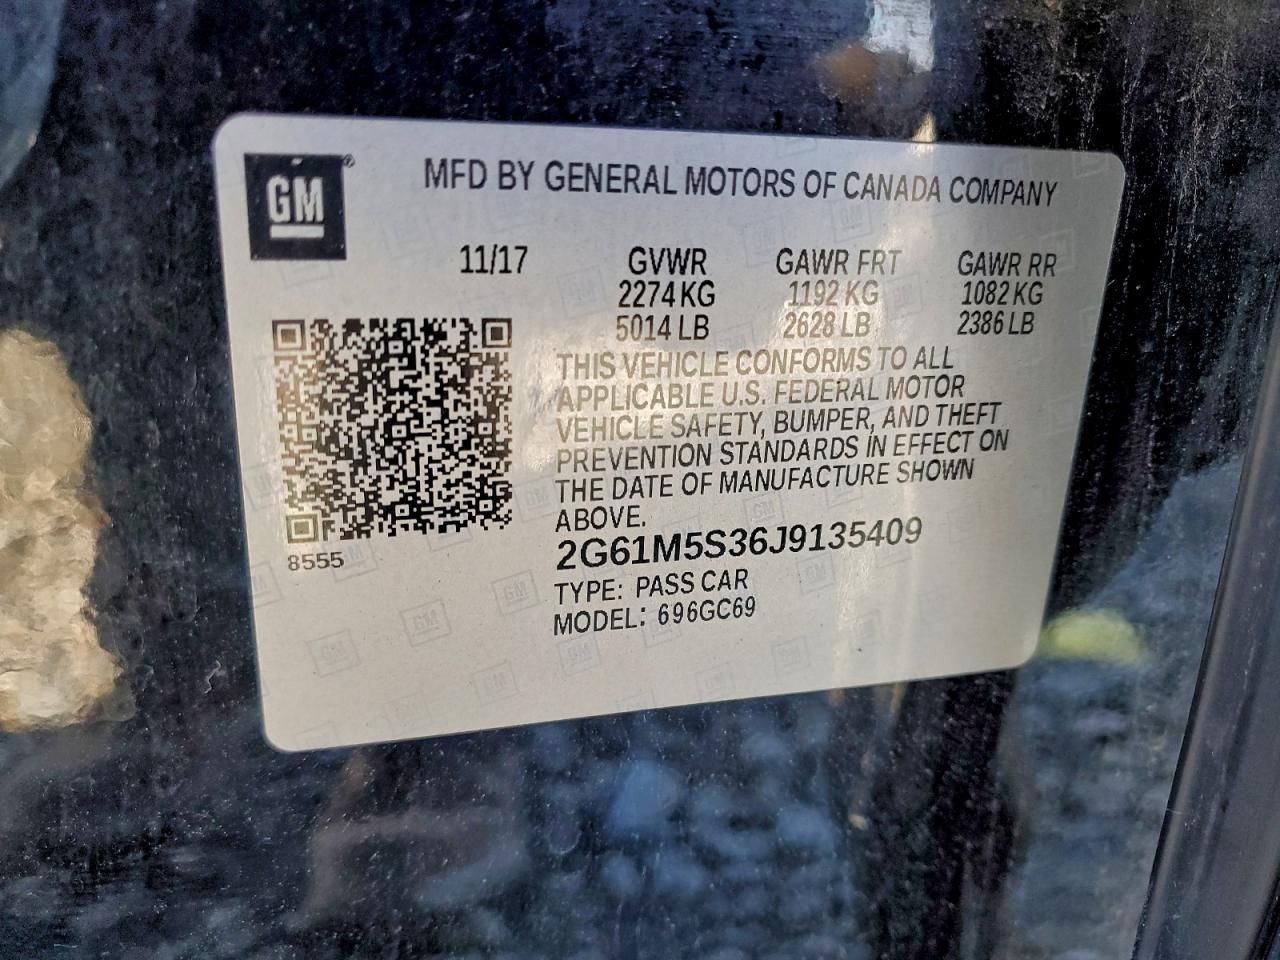 GM
MFD BY GENERAL MOTORS OF CANADA COMPANY
11/17 GVWR GAWR FRT GAWR RR
2274 KG 1192 KG 1082 KG
5014 LB 2628 LB 2386 LB
THIS VEHICLE CONFORMS TO ALL
APPLICABLE U.S. FEDERAL MOTOR
VEHICLE SAFETY, BUMPER, AND THEFT
PREVENTION STANDARDS IN EFFECT ON
THE DATE OF MANUFACTURE SHOWN
ABOVE.
8555
2G61M5S36J9135409
TYPE: PASS CAR
MODEL: 696GC69